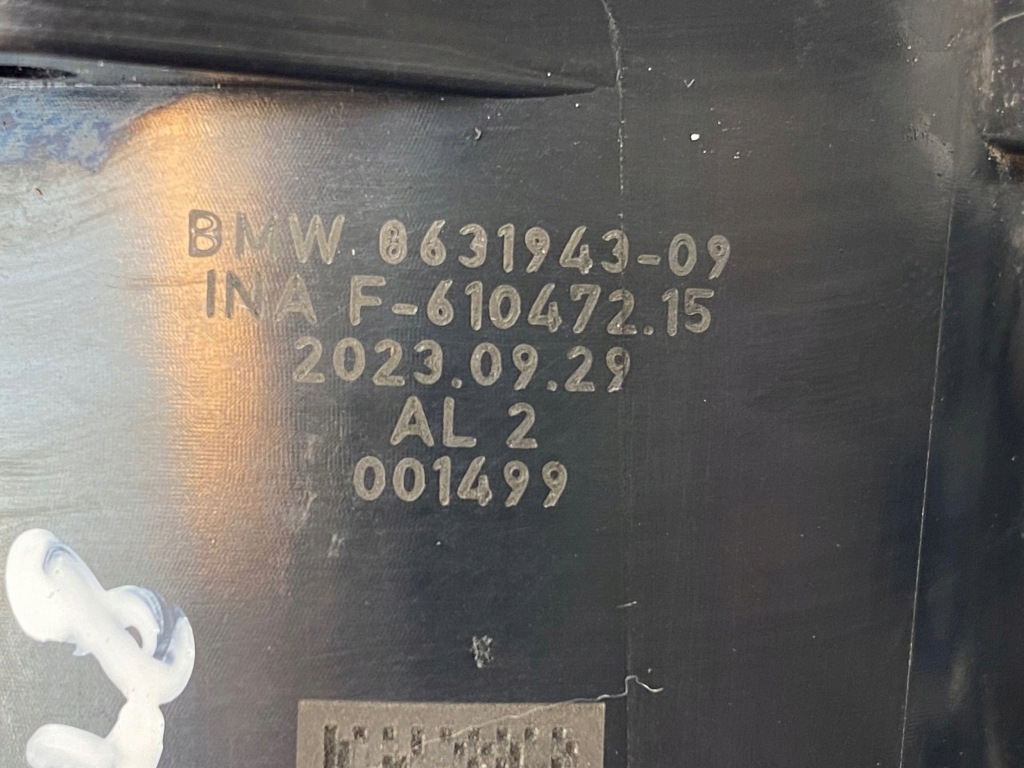 BMW 8631943-09
INA F-610472.15
2023.09.29
AL 2
001499